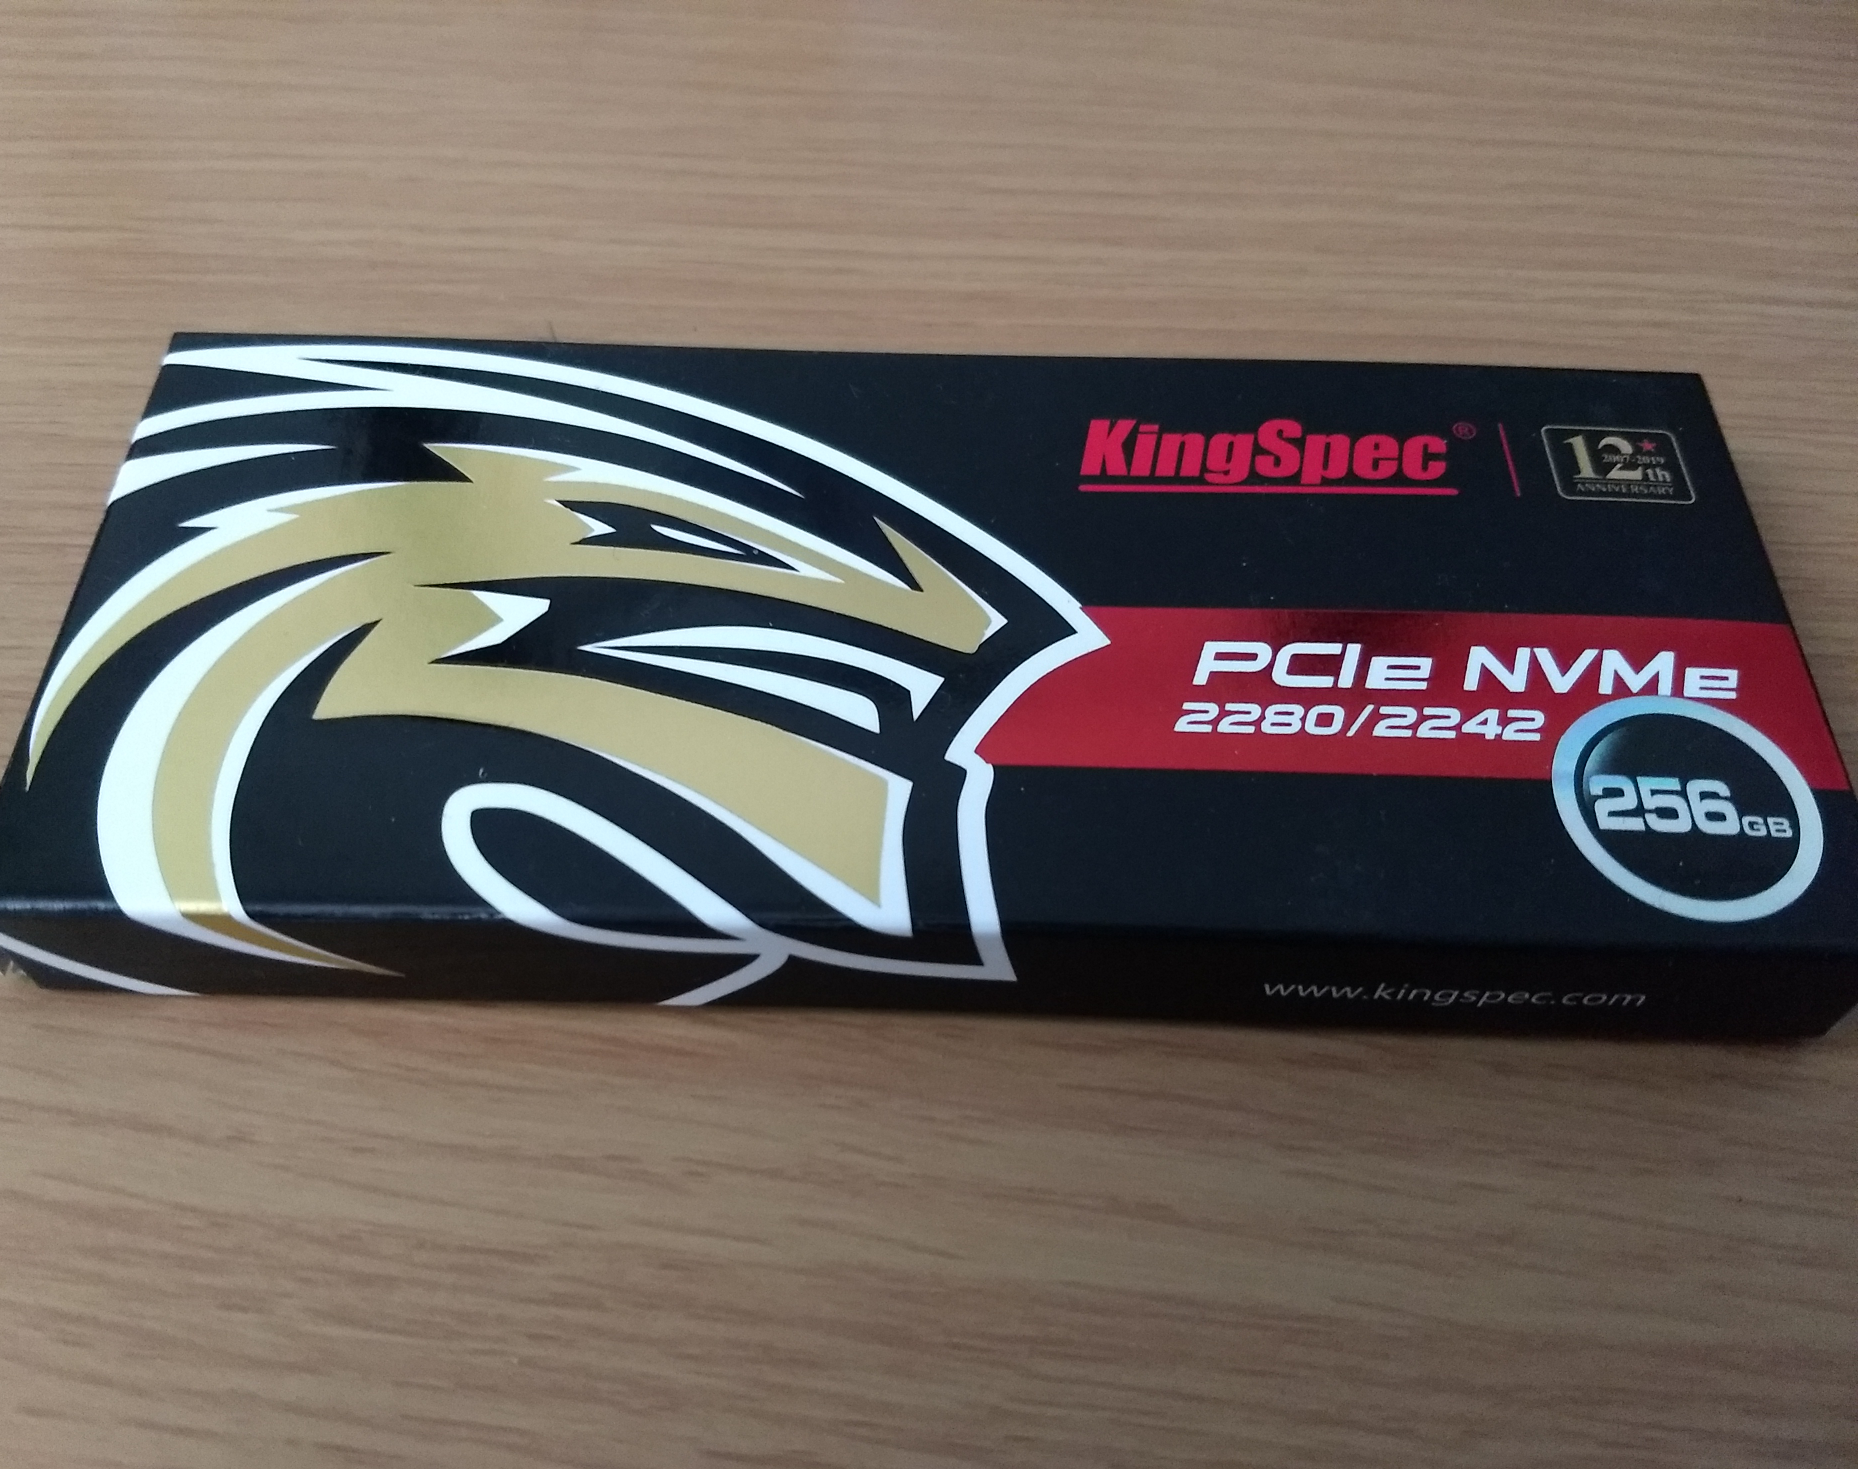 KingSpec®
12th
2007-2019
ANNIVERSARY
PCIe NVMe
2280/2242
256GB
www.kingspec.com